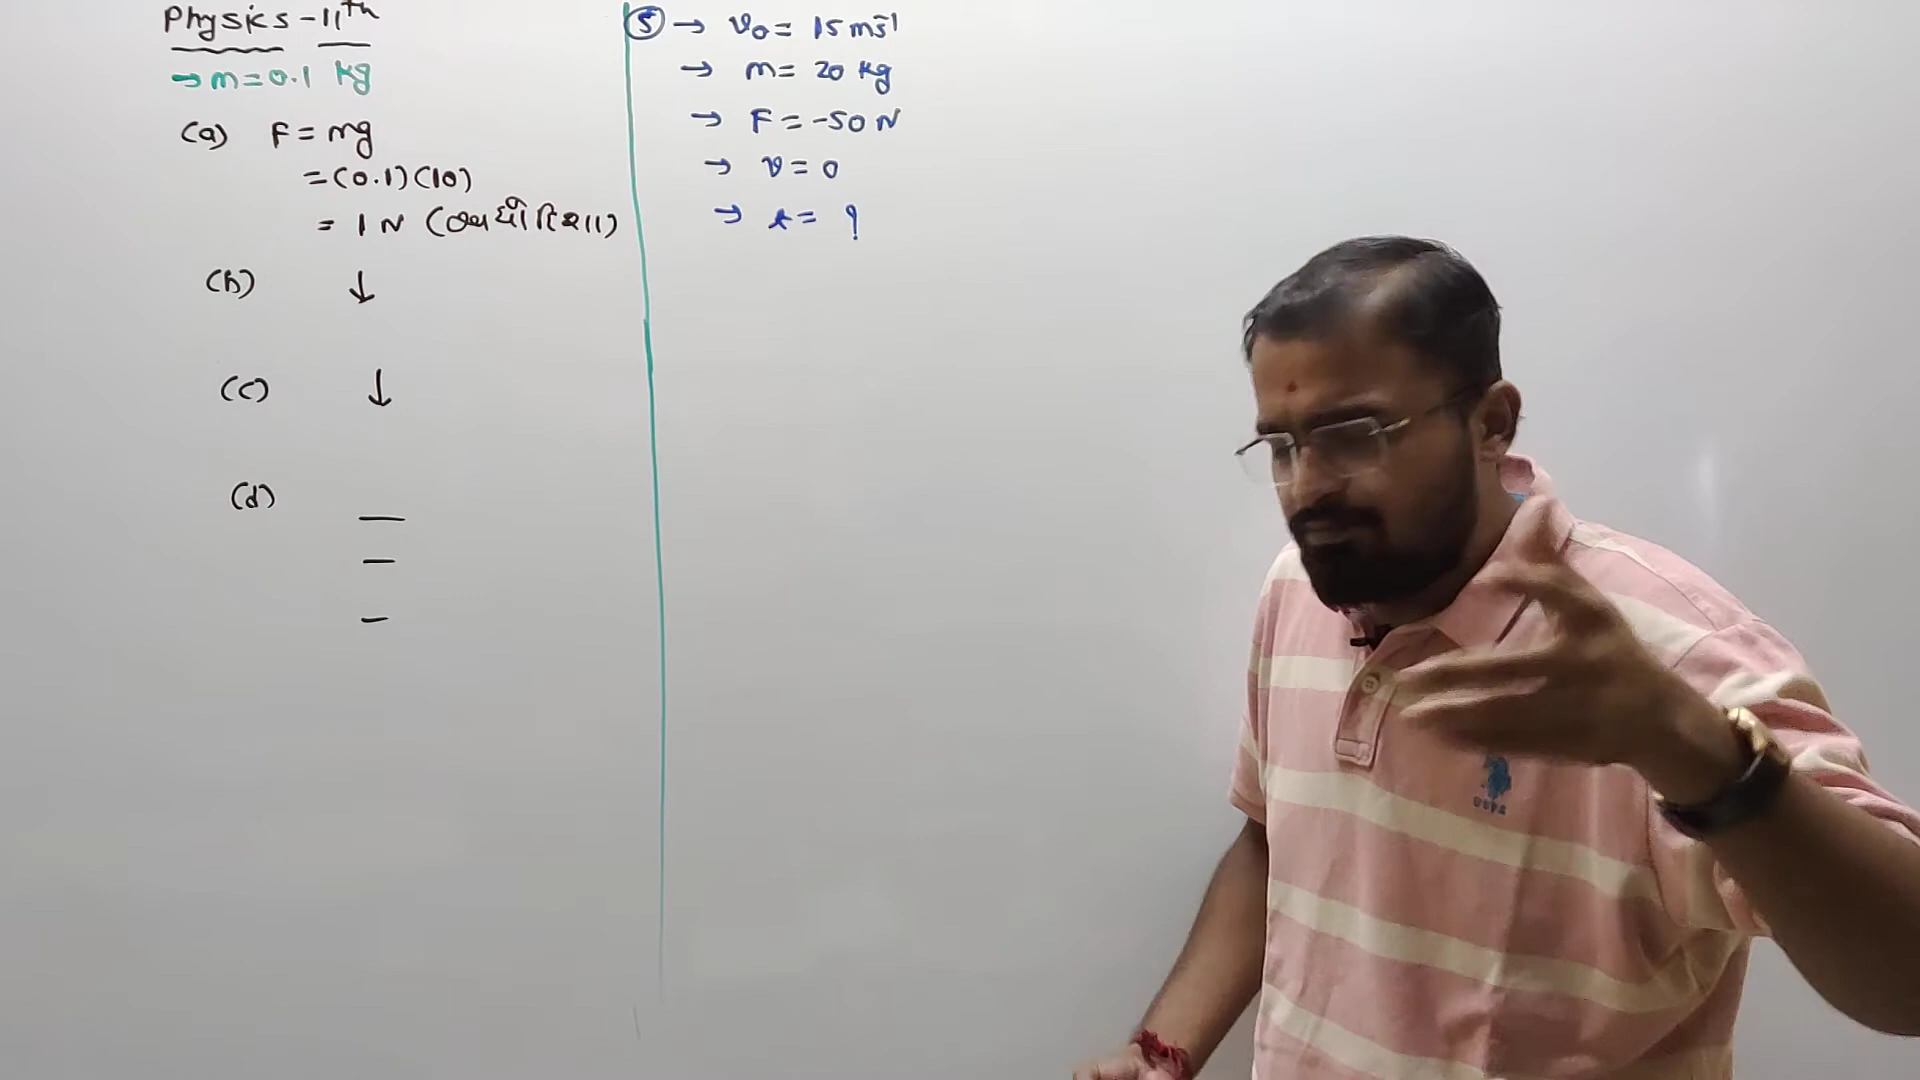 Physics - 11th
→ m = 0.1 kg
(a) F = mg
= (0.1)(10)
= 1 N (અધોદિશા)
(b) ↓
(c) ↓
(d) —
—
—
⑤ → v₀ = 15 ms⁻¹
→ m = 20 kg
→ F = -50 N
→ v = 0
→ t = ?
USPA